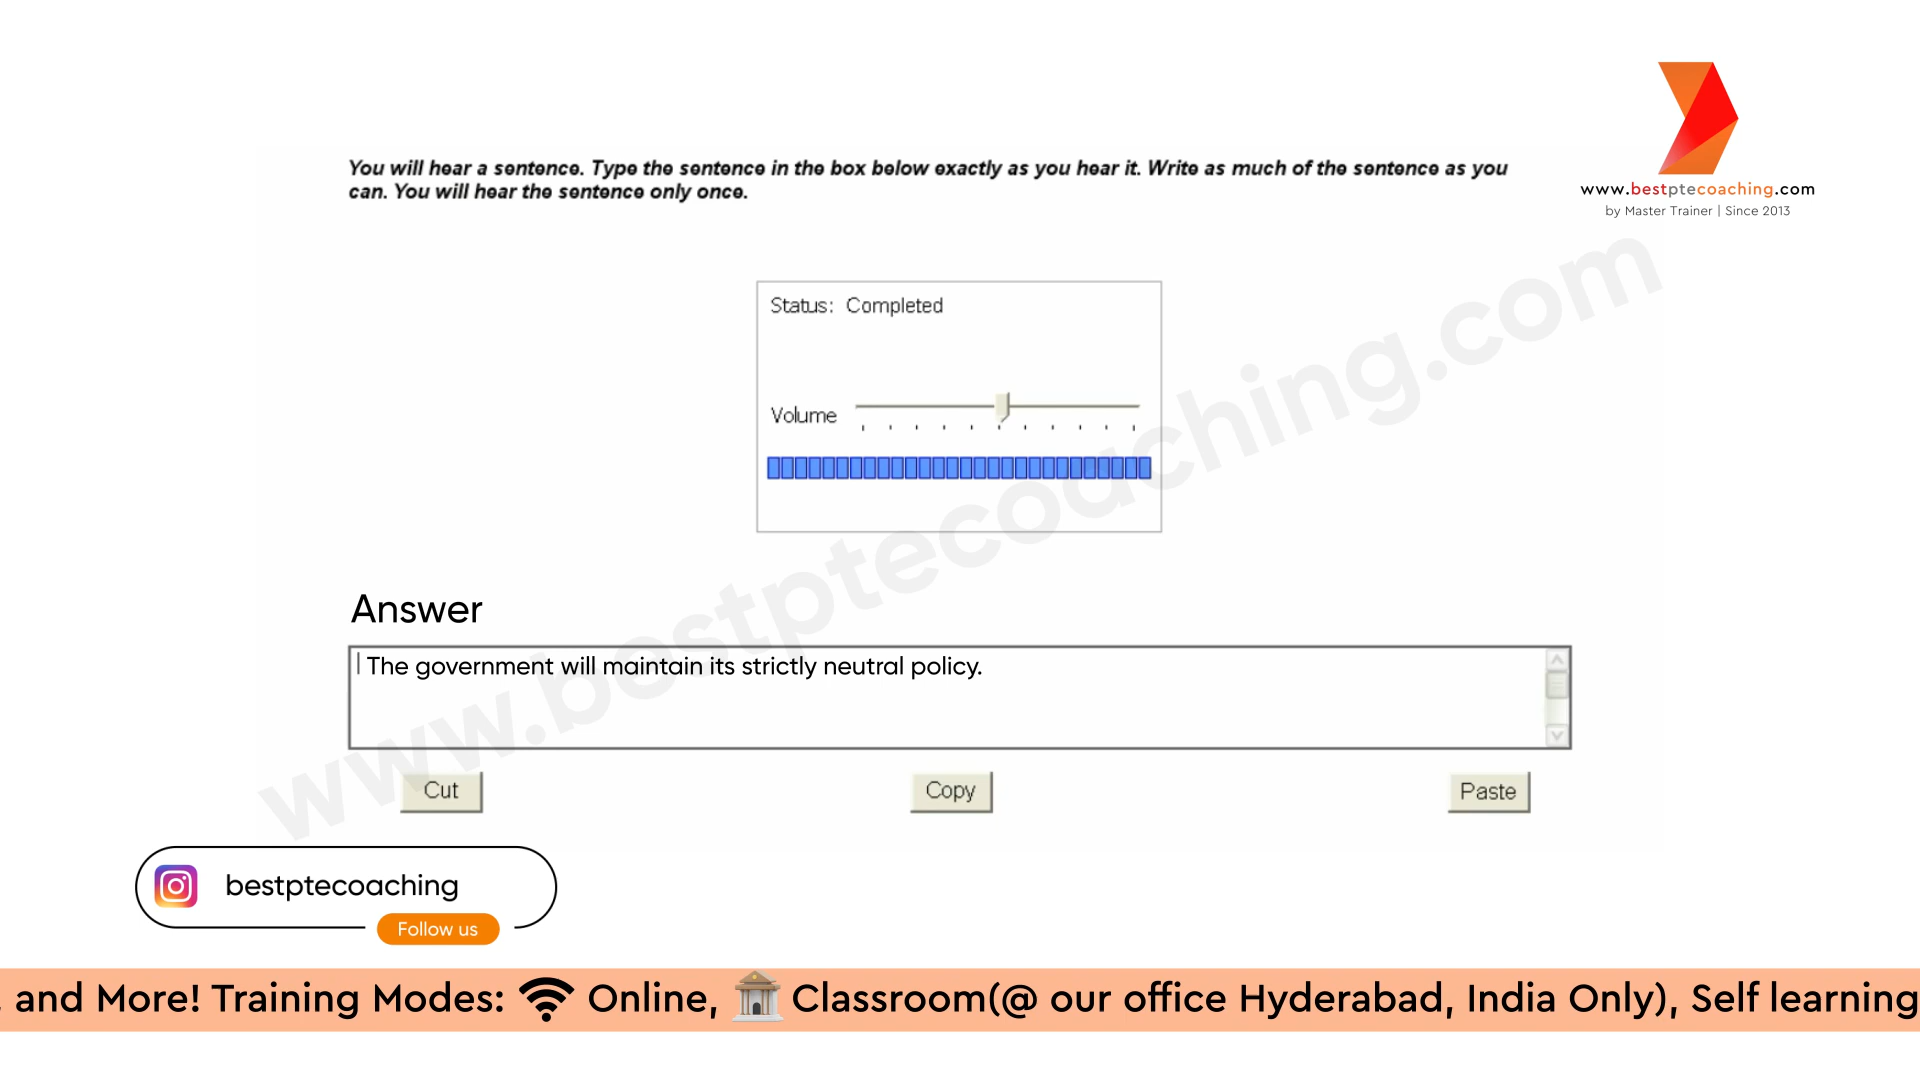 You will hear a sentence. Type the sentence in the box below exactly as you hear it. Write as much of the sentence as you
can. You will hear the sentence only once.
www.bestptecoaching.com
by Master Trainer | Since 2013
Status: Completed
Volume
www.bestptecoaching.com
Answer
The government will maintain its strictly neutral policy.
Cut
Copy
Paste
bestptecoaching
Follow us
and More! Training Modes: Online, Classroom(@ our office Hyderabad, India Only), Self learning